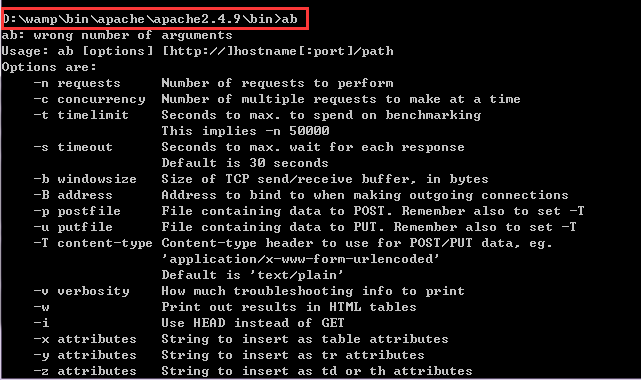 D:\wamp\bin\apache\apache2.4.9\bin>ab
ab: wrong number of arguments
Usage: ab [options] [http://]hostname[:port]/path
Options are:
    -n requests     Number of requests to perform
    -c concurrency  Number of multiple requests to make at a time
    -t timelimit    Seconds to max. to spend on benchmarking
                    This implies -n 50000
    -s timeout      Seconds to max. wait for each response
                    Default is 30 seconds
    -b windowsize   Size of TCP send/receive buffer, in bytes
    -B address      Address to bind to when making outgoing connections
    -p postfile     File containing data to POST. Remember also to set -T
    -u putfile      File containing data to PUT. Remember also to set -T
    -T content-type Content-type header to use for POST/PUT data, eg.
                    'application/x-www-form-urlencoded'
                    Default is 'text/plain'
    -v verbosity    How much troubleshooting info to print
    -w              Print out results in HTML tables
    -i              Use HEAD instead of GET
    -x attributes   String to insert as table attributes
    -y attributes   String to insert as tr attributes
    -z attributes   String to insert as td or th attributes